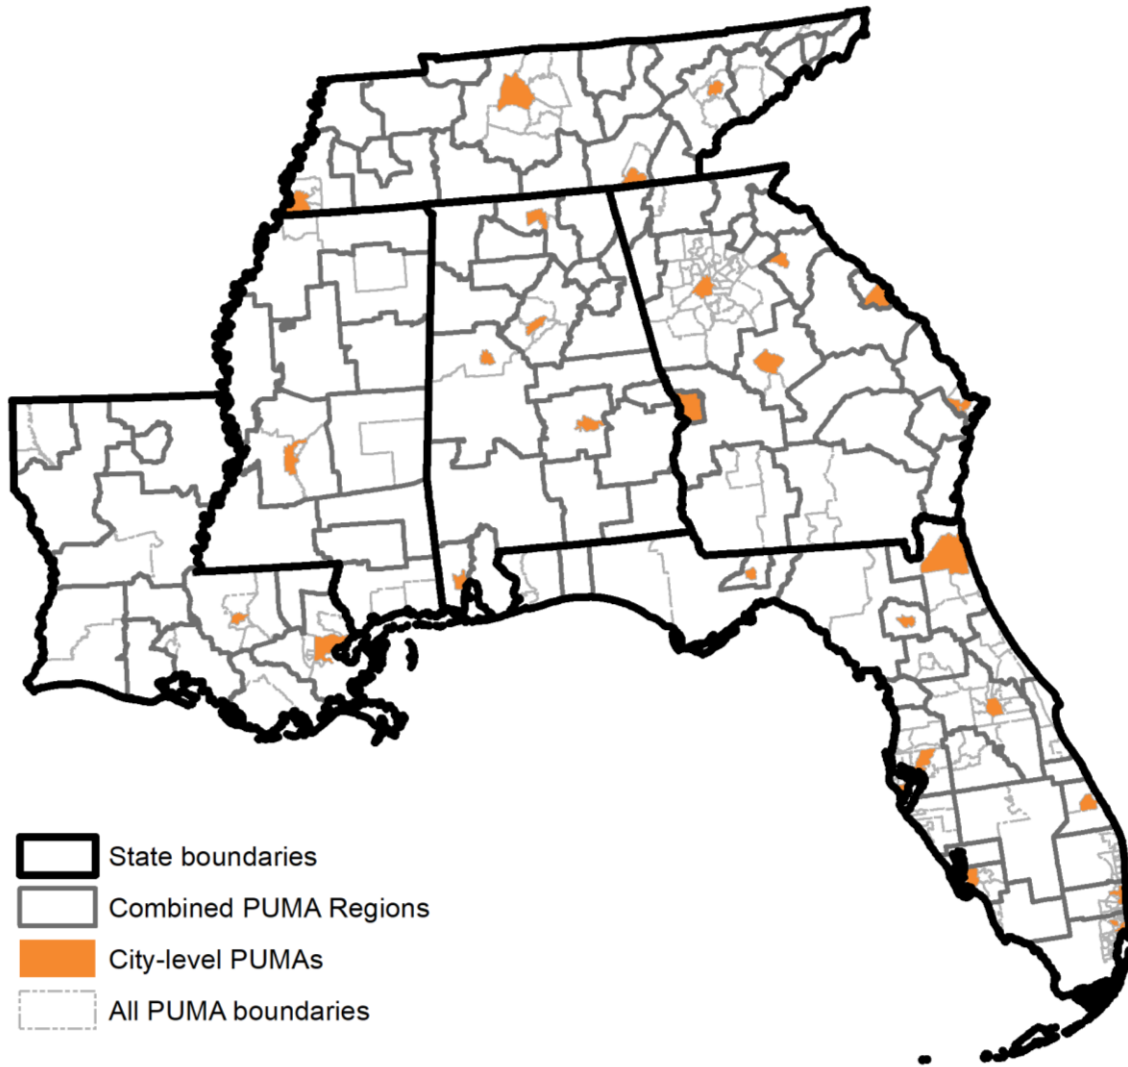 State boundaries
Combined PUMA Regions
City-level PUMAs
All PUMA boundaries